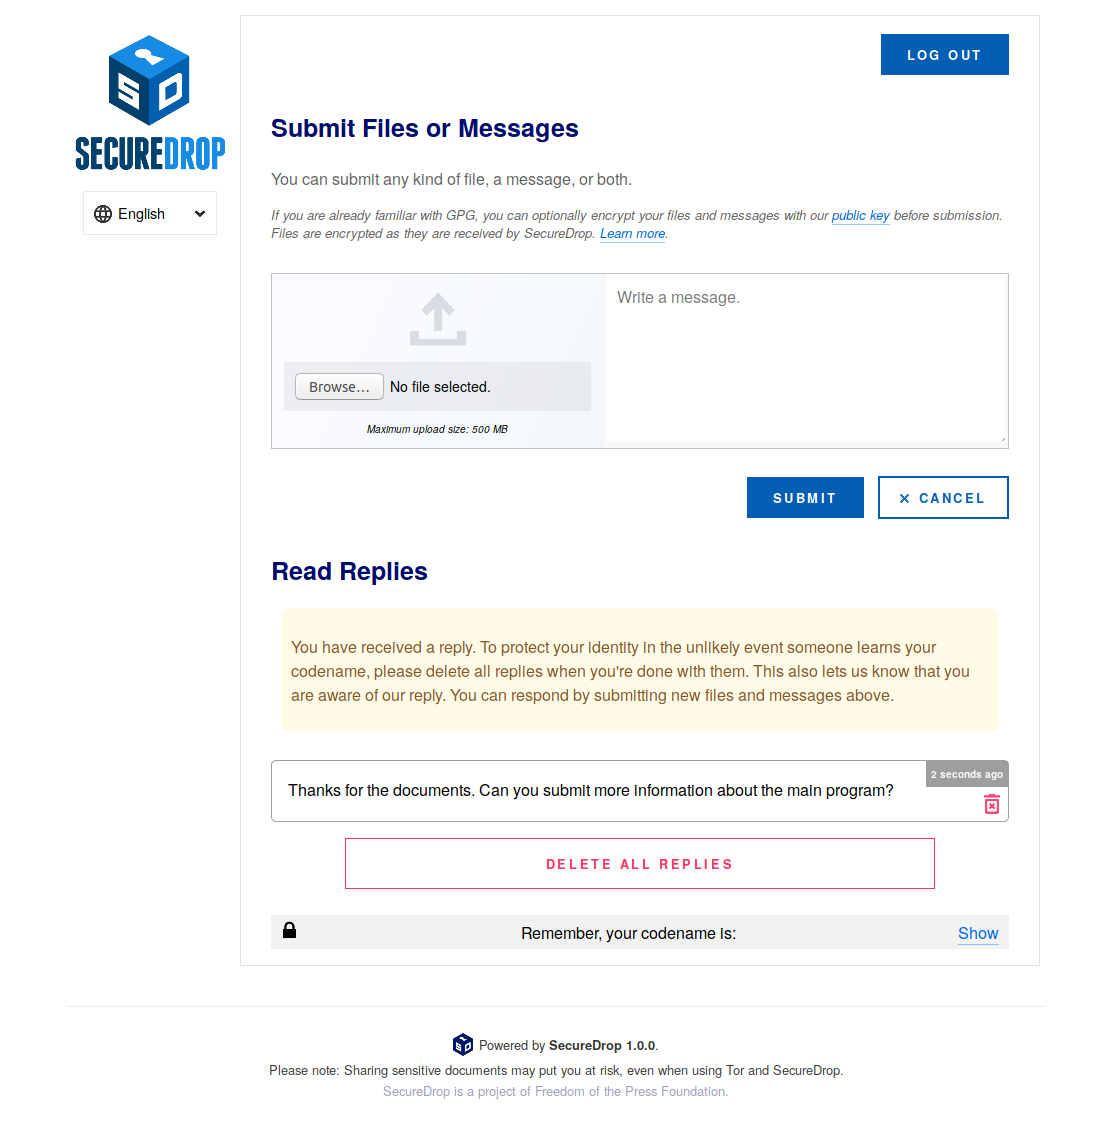 LOG OUT
SD
SECUREDROP
English
Submit Files or Messages
You can submit any kind of file, a message, or both.
If you are already familiar with GPG, you can optionally encrypt your files and messages with our public key before submission.
Files are encrypted as they are received by SecureDrop. Learn more.
Write a message.
Browse... No file selected.
Maximum upload size: 500 MB
SUBMIT
× CANCEL
Read Replies
You have received a reply. To protect your identity in the unlikely event someone learns your
codename, please delete all replies when you're done with them. This also lets us know that you
are aware of our reply. You can respond by submitting new files and messages above.
2 seconds ago
Thanks for the documents. Can you submit more information about the main program?
DELETE ALL REPLIES
Remember, your codename is: Show
SD
Powered by SecureDrop 1.0.0.
Please note: Sharing sensitive documents may put you at risk, even when using Tor and SecureDrop.
SecureDrop is a project of Freedom of the Press Foundation.